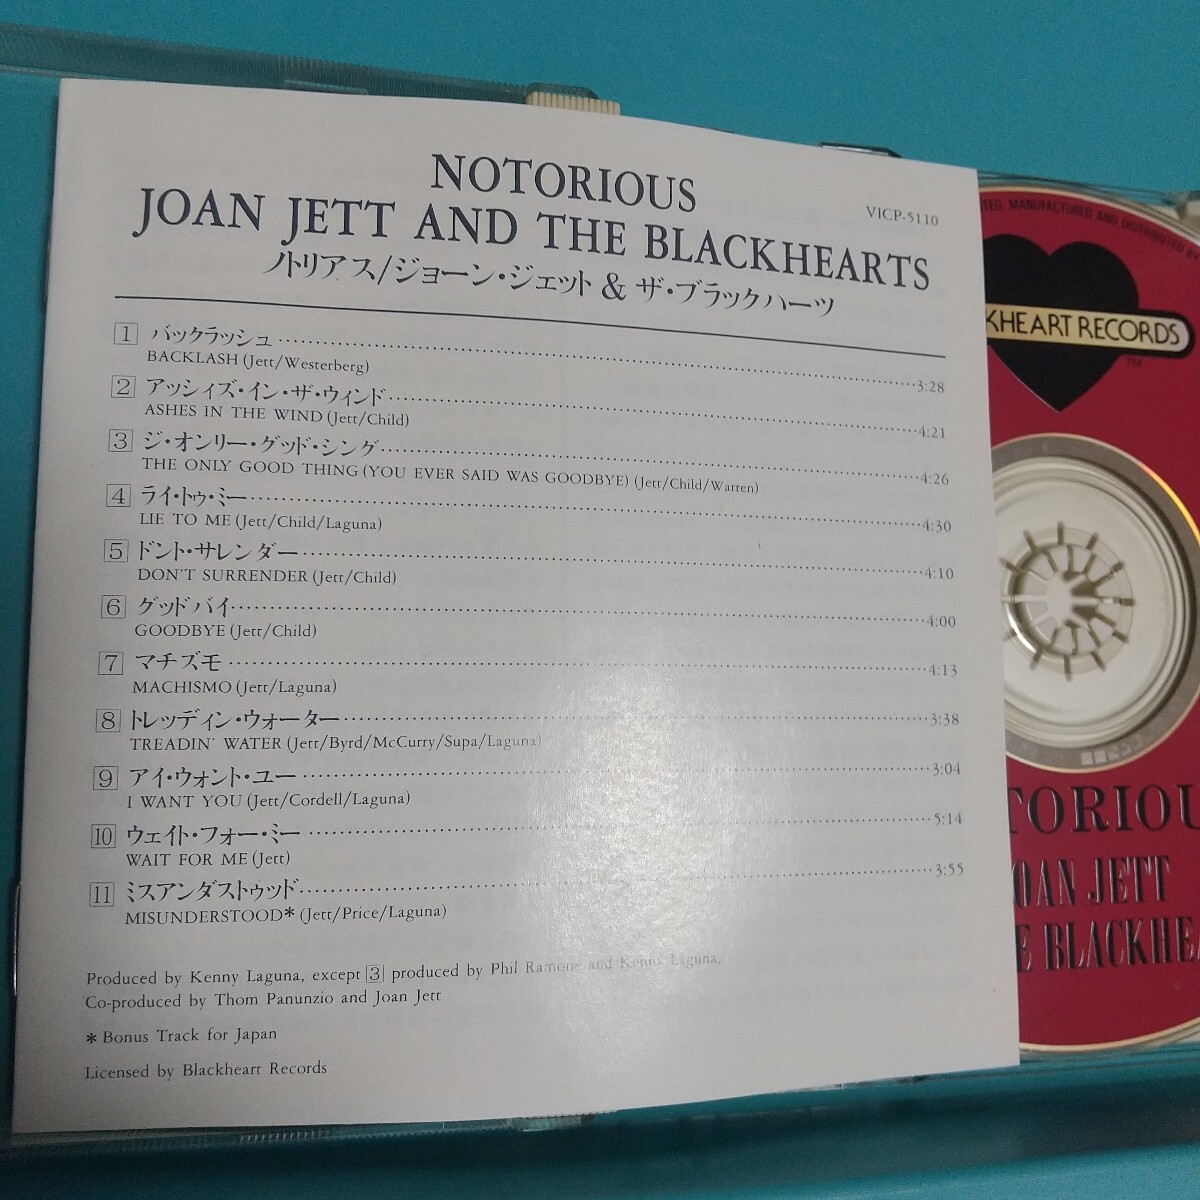 NOTORIOUS
VICP-5110
JOAN JETT AND THE BLACKHEARTS
ノトリアス/ジョーン・ジェット & ザ・ブラックハーツ
1 バックラッシュ 3:28
BACKLASH (Jett/Westerberg)
2 アッシィズ・イン・ザ・ウィンド 4:21
ASHES IN THE WIND (Jett/Child)
3 ジ・オンリー・グッド・シング 4:26
THE ONLY GOOD THING (YOU EVER SAID WAS GOODBYE) (Jett/Child/Warren)
4 ライ・トゥ・ミー 4:30
LIE TO ME (Jett/Child/Laguna)
5 ドント・サレンダー 4:10
DON'T SURRENDER (Jett/Child)
6 グッドバイ 4:00
GOODBYE (Jett/Child)
7 マチズモ 4:13
MACHISMO (Jett/Laguna)
8 トレッディン・ウォーター 3:38
TREADIN' WATER (Jett/Byrd/McCurry/Supa/Laguna)
9 アイ・ウォント・ユー 3:04
I WANT YOU (Jett/Cordell/Laguna)
10 ウェイト・フォー・ミー 5:14
WAIT FOR ME (Jett)
11 ミスアンダストゥッド 3:55
MISUNDERSTOOD* (Jett/Price/Laguna)
Produced by Kenny Laguna, except 3 produced by Phil Ramone and Kenny Laguna.
Co-produced by Thom Panunzio and Joan Jett
* Bonus Track for Japan
Licensed by Blackheart Records
TED. MANUFACTURED AND DISTRIBUTED BY
KHEART RECORDS
TM
TORIOU
OAN JETT
E BLACKHEA